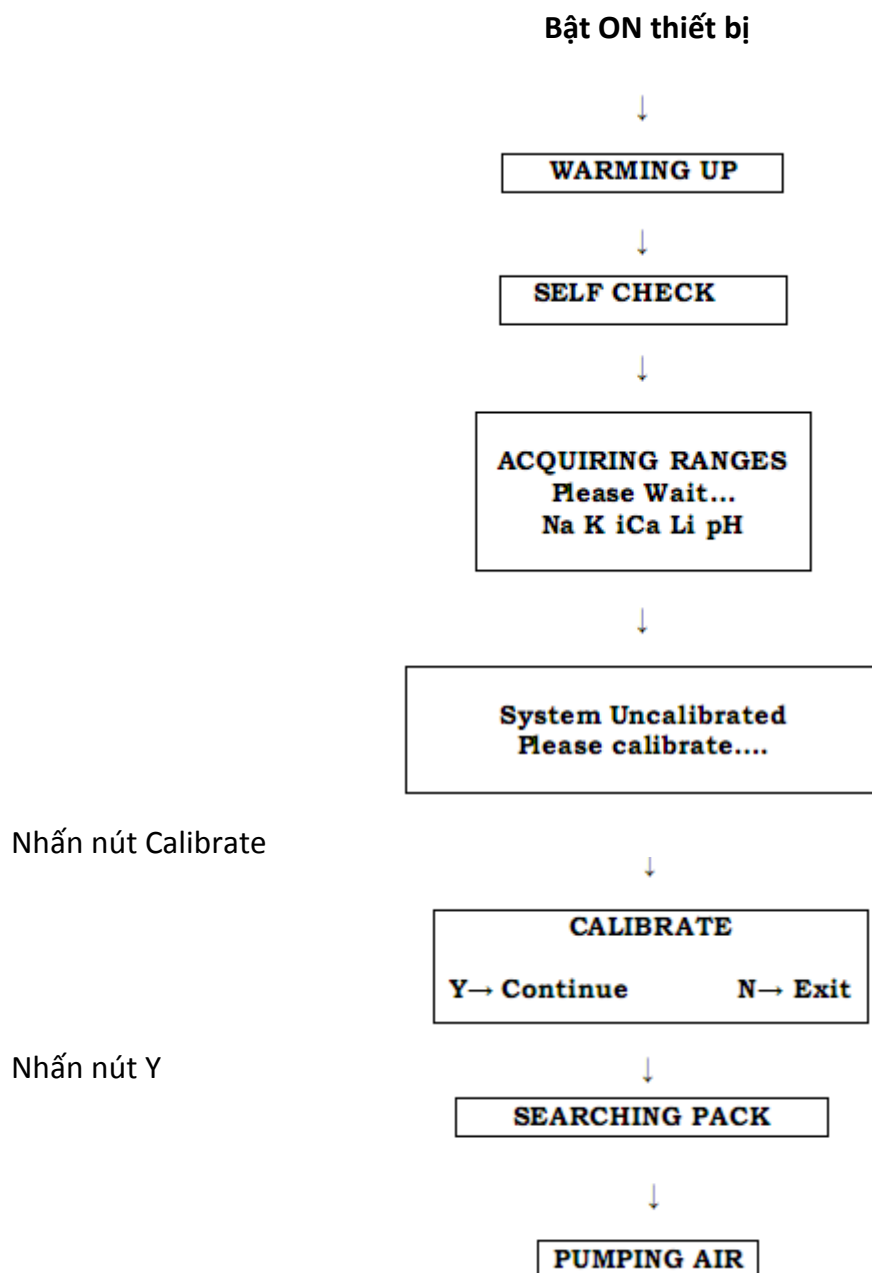 Bật ON thiết bị
↓
WARMING UP
↓
SELF CHECK
↓
ACQUIRING RANGES
Please Wait...
Na K iCa Li pH
↓
System Uncalibrated
Please calibrate....
Nhấn nút Calibrate
↓
CALIBRATE
Y→ Continue N→ Exit
Nhấn nút Y
↓
SEARCHING PACK
↓
PUMPING AIR